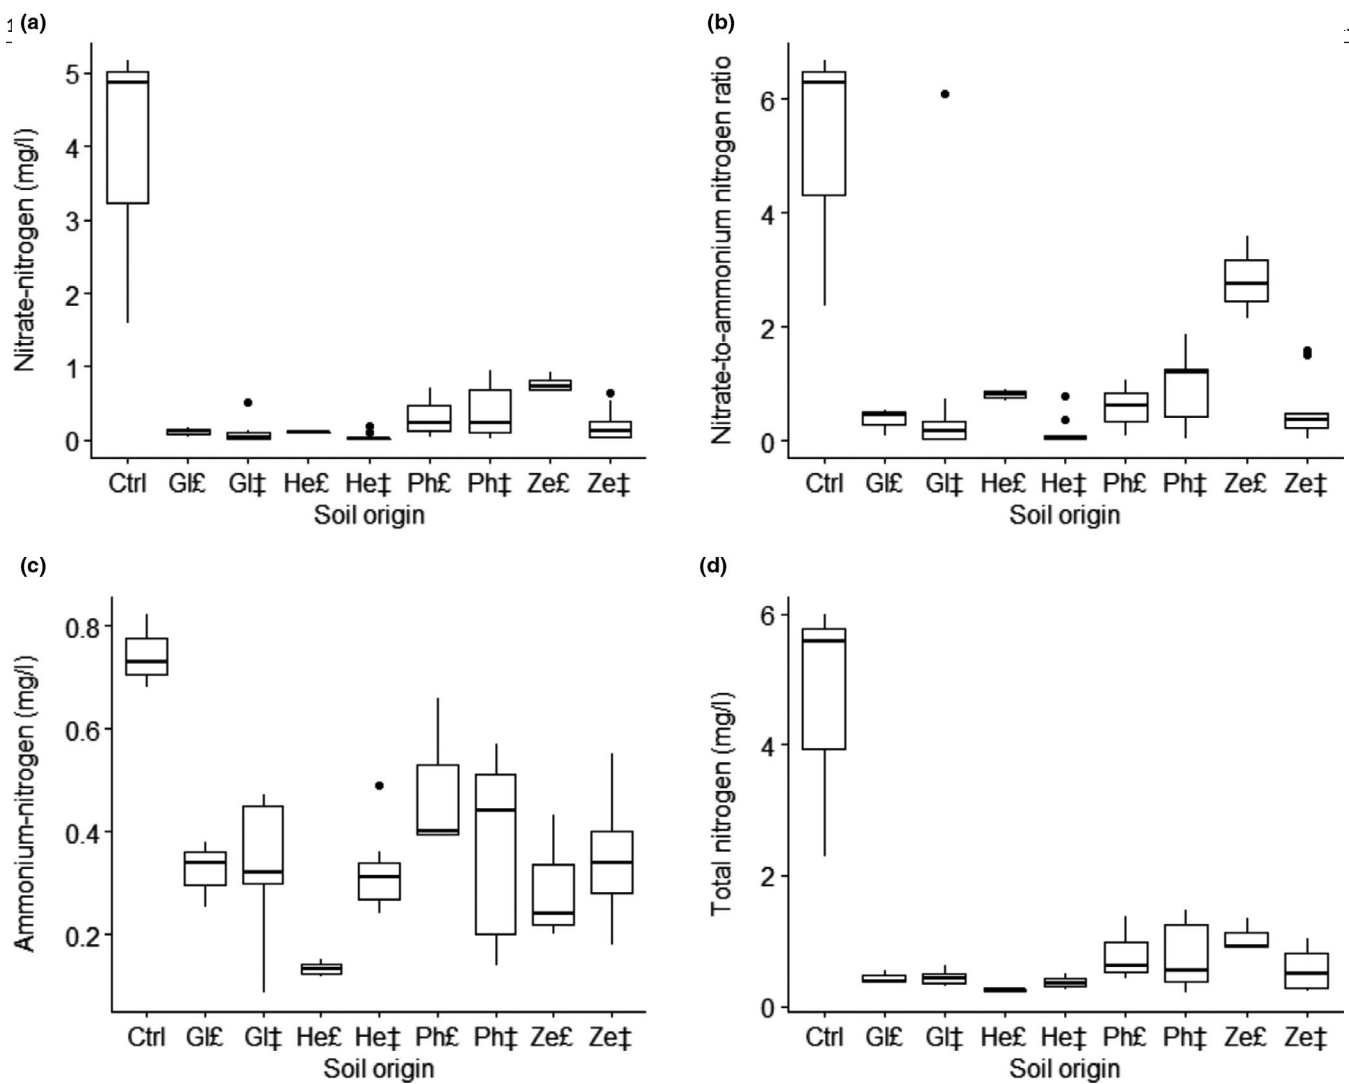 1 (a)
Nitrate-nitrogen (mg/l)
5
4
3
2
1
0
Ctrl Gl£ Gl‡ He£ He‡ Ph£ Ph‡ Ze£ Ze‡
Soil origin
(b)
Nitrate-to-ammonium nitrogen ratio
6
4
2
0
Ctrl Gl£ Gl‡ He£ He‡ Ph£ Ph‡ Ze£ Ze‡
Soil origin
(c)
Ammonium-nitrogen (mg/l)
0.8
0.6
0.4
0.2
Ctrl Gl£ Gl‡ He£ He‡ Ph£ Ph‡ Ze£ Ze‡
Soil origin
(d)
Total nitrogen (mg/l)
6
4
2
0
Ctrl Gl£ Gl‡ He£ He‡ Ph£ Ph‡ Ze£ Ze‡
Soil origin